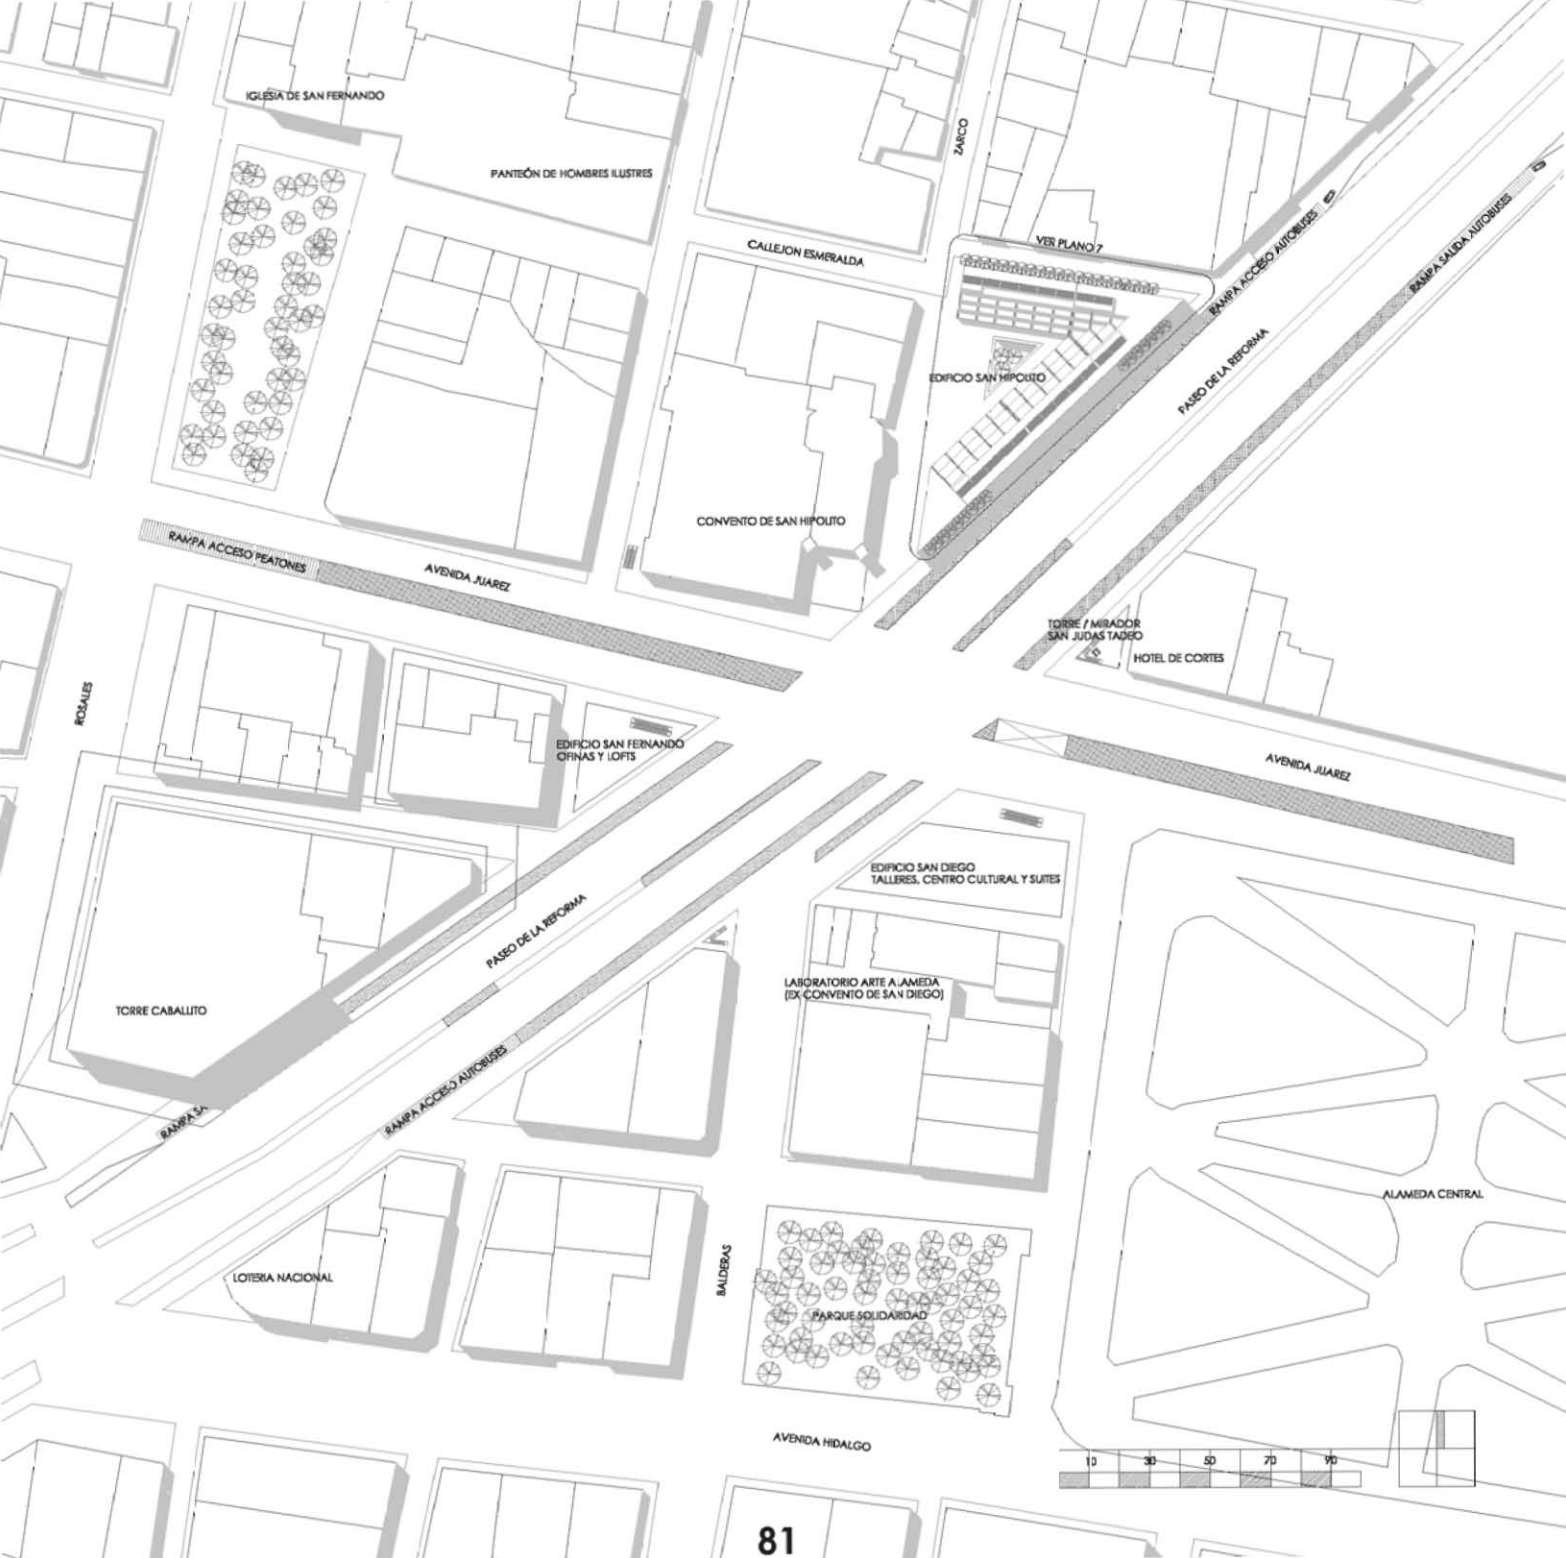 IGLESIA DE SAN FERNANDO
ZARCO
PANTEÓN DE HOMBRES ILUSTRES
CALLEJON ESMERALDA
VER PLANO 7
RAMPA ACCESO AUTOBUSES
RAMPA SALIDA AUTOBUSES
PASEO DE LA REFORMA
EDIFICIO SAN HIPOLITO
CONVENTO DE SAN HIPOLITO
RAMPA ACCESO PEATONES
AVENIDA JUAREZ
TORRE / MIRADOR
SAN JUDAS TADEO
HOTEL DE CORTES
ROSALES
EDIFICIO SAN FERNANDO
OFINAS Y LOFTS
AVENIDA JUAREZ
EDIFICIO SAN DIEGO
TALLERES, CENTRO CULTURAL Y SUITES
PASEO DE LA REFORMA
LABORATORIO ARTE ALAMEDA
(EX CONVENTO DE SAN DIEGO)
TORRE CABALLITO
RAMPA ACCESO AUTOBUSES
RAMPA SA
ALAMEDA CENTRAL
LOTERIA NACIONAL
BALDERAS
PARQUE SOLIDARIDAD
AVENIDA HIDALGO
10 30 50 70 90
81